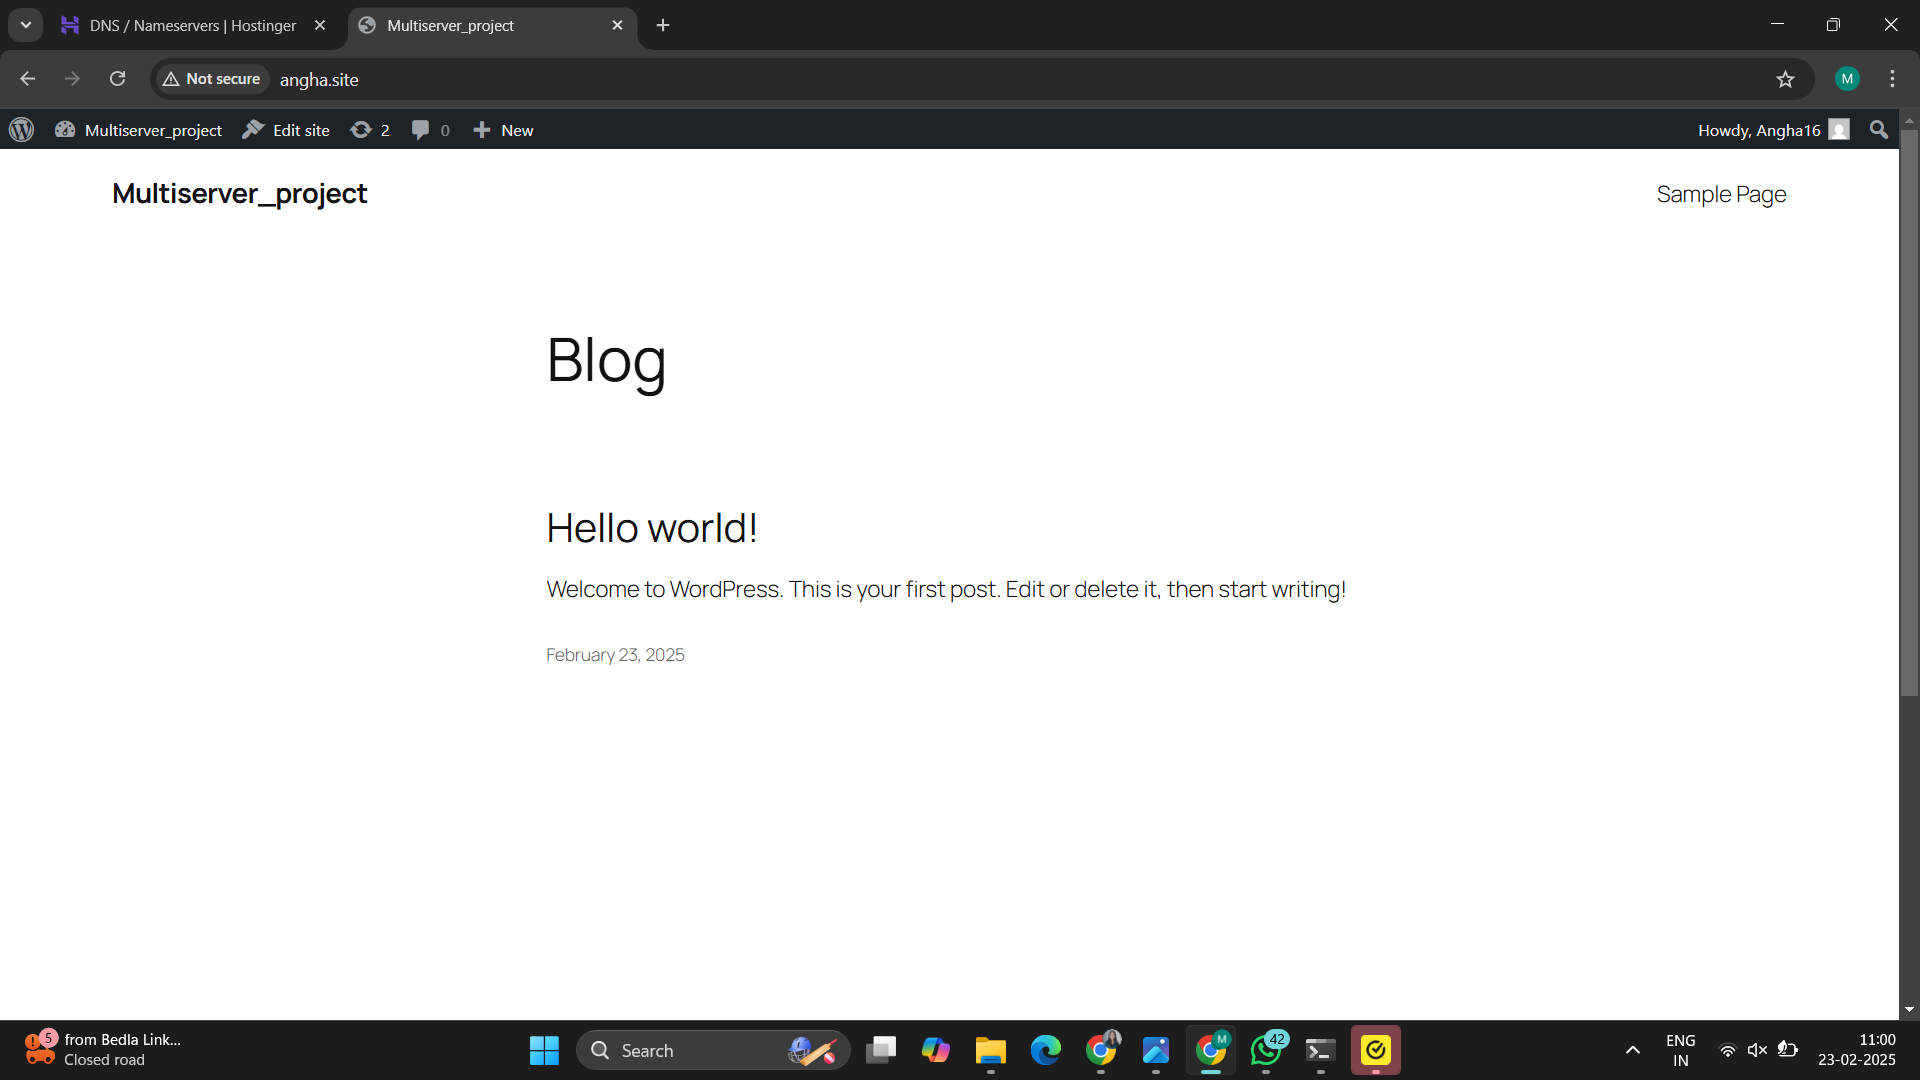 DNS / Nameservers | Hostinger
Multiserver_project
Not secure
angha.site
M
Multiserver_project
Edit site
2
0
New
Howdy, Angha16
Multiserver_project
Sample Page
Blog
Hello world!
Welcome to WordPress. This is your first post. Edit or delete it, then start writing!
February 23, 2025
5
from Bedla Link...
Closed road
Search
M
42
ENG
IN
11:00
23-02-2025